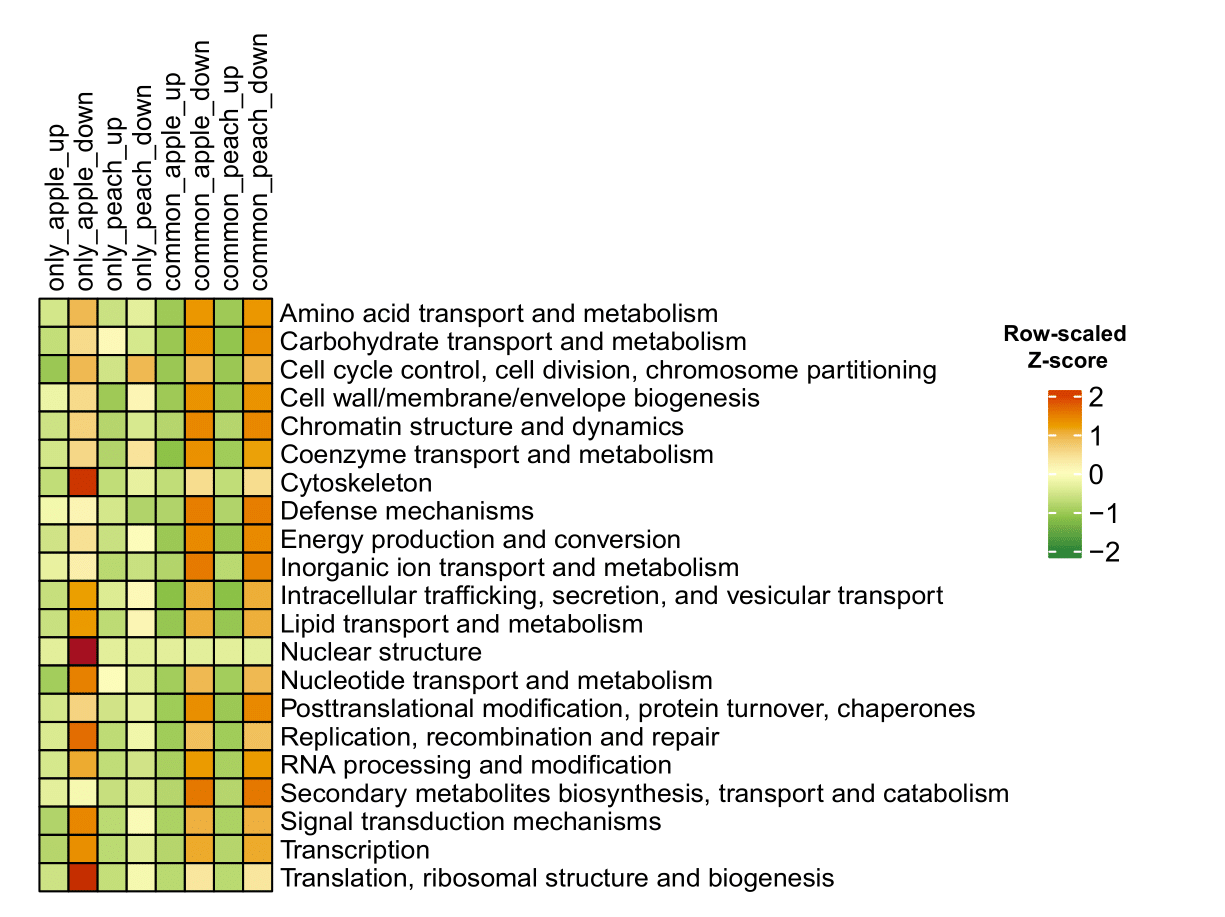 only_apple_up
only_apple_down
only_peach_up
only_peach_down
common_apple_up
common_apple_down
common_peach_up
common_peach_down
Amino acid transport and metabolism
Carbohydrate transport and metabolism
Cell cycle control, cell division, chromosome partitioning
Cell wall/membrane/envelope biogenesis
Chromatin structure and dynamics
Coenzyme transport and metabolism
Cytoskeleton
Defense mechanisms
Energy production and conversion
Inorganic ion transport and metabolism
Intracellular trafficking, secretion, and vesicular transport
Lipid transport and metabolism
Nuclear structure
Nucleotide transport and metabolism
Posttranslational modification, protein turnover, chaperones
Replication, recombination and repair
RNA processing and modification
Secondary metabolites biosynthesis, transport and catabolism
Signal transduction mechanisms
Transcription
Translation, ribosomal structure and biogenesis
Row-scaled
Z-score
2
1
0
−1
−2